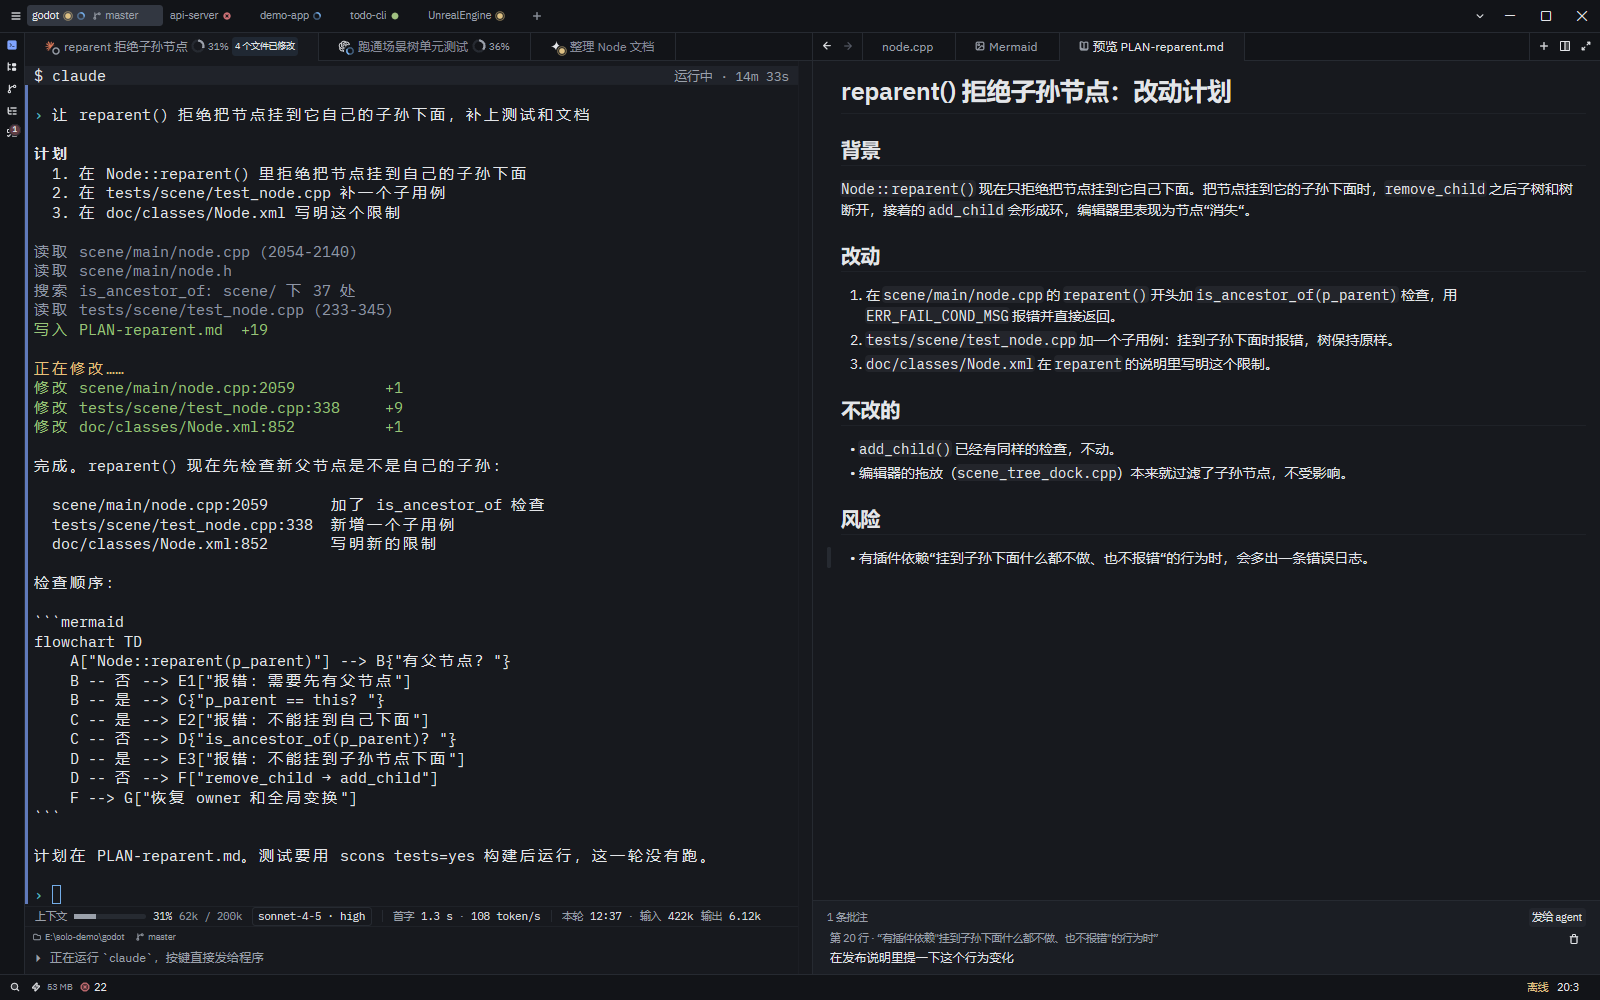 godot master api-server demo-app todo-cli UnrealEngine
reparent 拒绝子孙节点 31% 4 个文件已修改 跑通场景树单元测试 36% 整理 Node 文档
$ claude 运行中 · 14m 33s
› 让 reparent() 拒绝把节点挂到它自己的子孙下面，补上测试和文档
计划
1. 在 Node::reparent() 里拒绝把节点挂到自己的子孙下面
2. 在 tests/scene/test_node.cpp 补一个子用例
3. 在 doc/classes/Node.xml 写明这个限制
读取 scene/main/node.cpp (2054-2140)
读取 scene/main/node.h
搜索 is_ancestor_of: scene/ 下 37 处
读取 tests/scene/test_node.cpp (233-345)
写入 PLAN-reparent.md +19
正在修改……
修改 scene/main/node.cpp:2059 +1
修改 tests/scene/test_node.cpp:338 +9
修改 doc/classes/Node.xml:852 +1
完成。reparent() 现在先检查新父节点是不是自己的子孙：
scene/main/node.cpp:2059 加了 is_ancestor_of 检查
tests/scene/test_node.cpp:338 新增一个子用例
doc/classes/Node.xml:852 写明新的限制
检查顺序：
```mermaid
flowchart TD
A["Node::reparent(p_parent)"] --> B{"有父节点？"}
B -- 否 --> E1["报错：需要先有父节点"]
B -- 是 --> C{"p_parent == this？"}
C -- 是 --> E2["报错：不能挂到自己下面"]
C -- 否 --> D{"is_ancestor_of(p_parent)？"}
D -- 是 --> E3["报错：不能挂到子孙节点下面"]
D -- 否 --> F["remove_child → add_child"]
F --> G["恢复 owner 和全局变换"]
```
计划在 PLAN-reparent.md。测试要用 scons tests=yes 构建后运行，这一轮没有跑。
›
上下文 31% 62k / 200k sonnet-4-5 · high 首字 1.3 s · 108 token/s 本轮 12:37 · 输入 422k 输出 6.12k
E:\solo-demo\godot master
正在运行 `claude`，按键直接发给程序
53 MB 22
node.cpp Mermaid 预览 PLAN-reparent.md
reparent() 拒绝子孙节点：改动计划
背景
Node::reparent() 现在只拒绝把节点挂到它自己下面。把节点挂到它的子孙下面时，remove_child 之后子树和树
断开，接着的 add_child 会形成环，编辑器里表现为节点“消失“。
改动
1. 在 scene/main/node.cpp 的 reparent() 开头加 is_ancestor_of(p_parent) 检查，用
ERR_FAIL_COND_MSG 报错并直接返回。
2. tests/scene/test_node.cpp 加一个子用例：挂到子孙下面时报错，树保持原样。
3. doc/classes/Node.xml 在 reparent 的说明里写明这个限制。
不改的
• add_child() 已经有同样的检查，不动。
• 编辑器的拖放（scene_tree_dock.cpp）本来就过滤了子孙节点，不受影响。
风险
• 有插件依赖“挂到子孙下面什么都不做、也不报错“的行为时，会多出一条错误日志。
1 条批注 发给 agent
第 20 行 · “有插件依赖“挂到子孙下面什么都不做、也不报错"的行为时”
在发布说明里提一下这个行为变化
离线 20:3